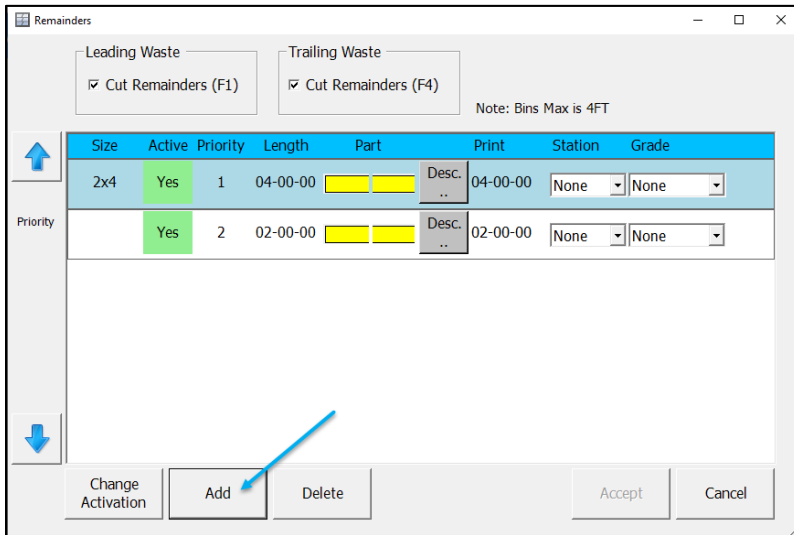 Remainders
Leading Waste
Cut Remainders (F1)
Trailing Waste
Cut Remainders (F4)
Note: Bins Max is 4FT
Size Active Priority Length Part Print Station Grade
2x4 Yes 1 04-00-00 Desc. 04-00-00 None None
..
Priority
Yes 2 02-00-00 Desc. 02-00-00 None None
..
Change
Activation
Add
Delete
Accept
Cancel